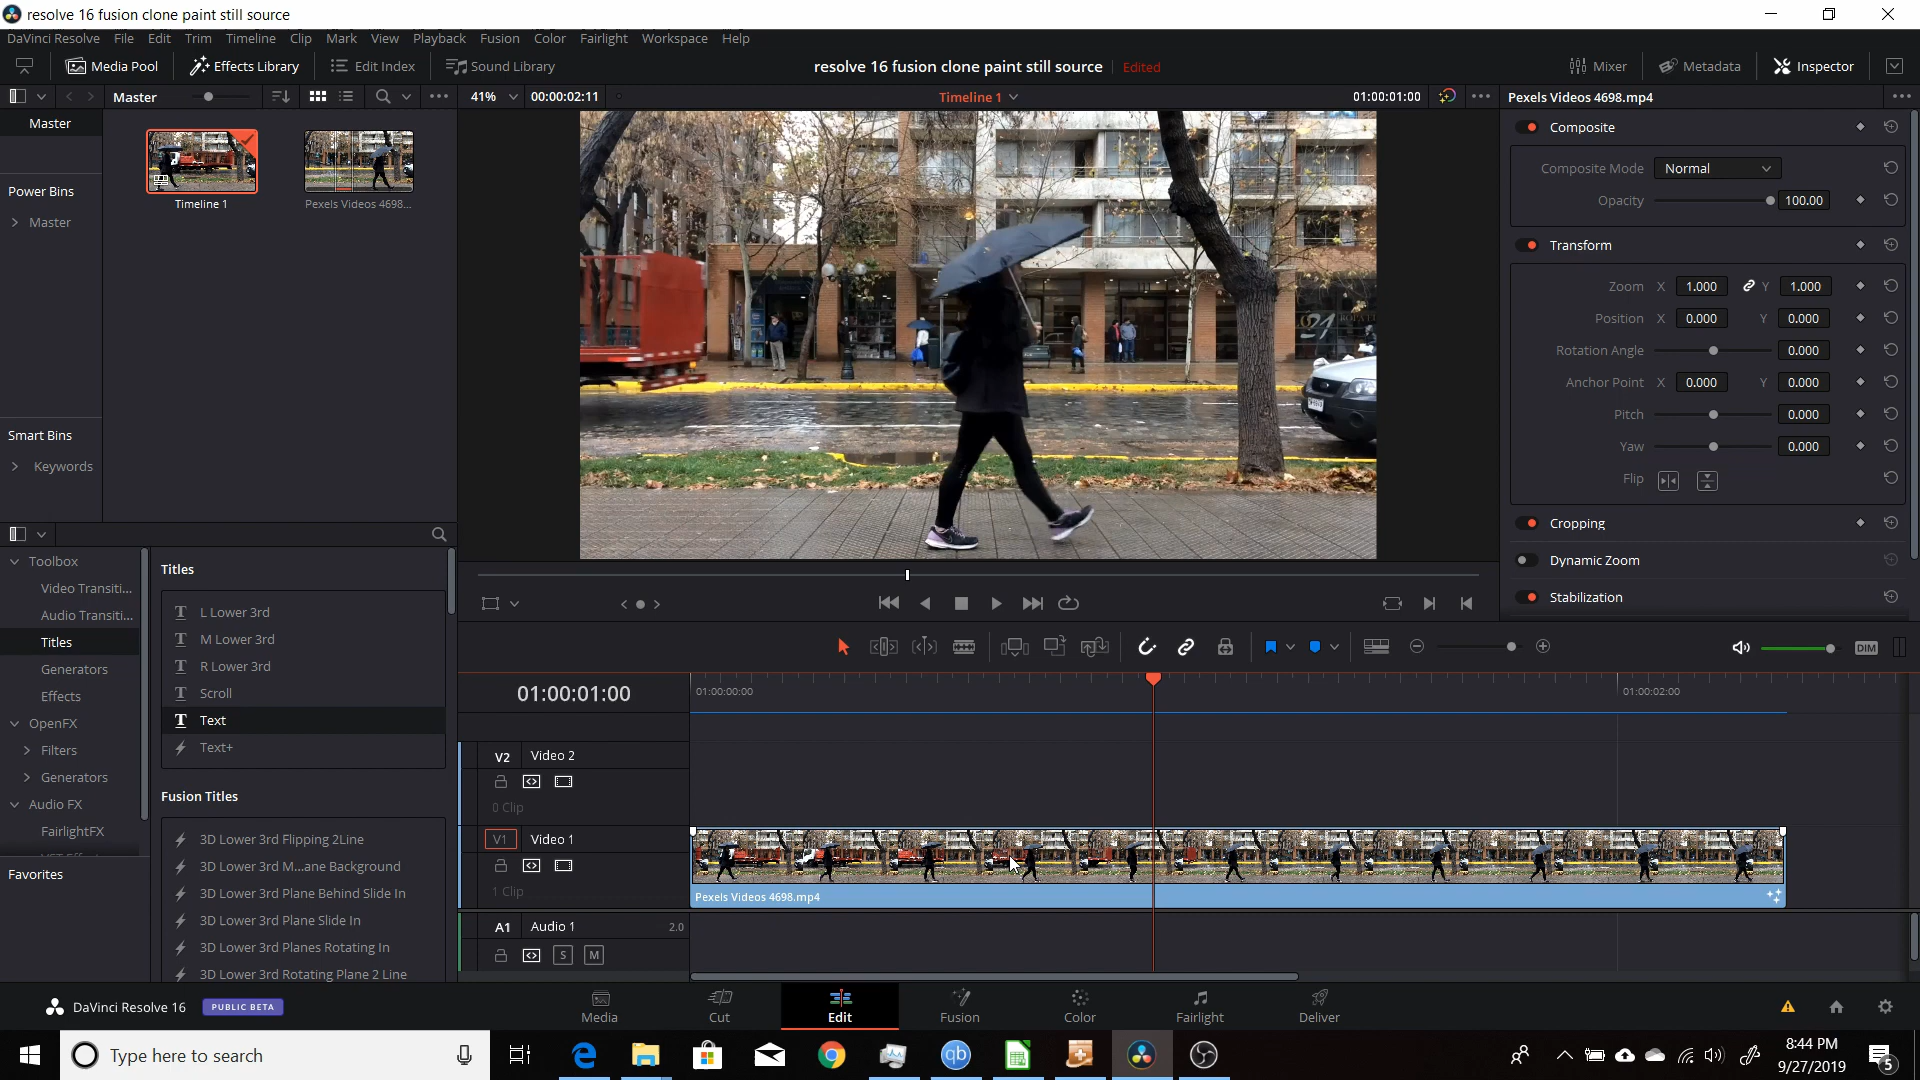 resolve 16 fusion clone paint still source
DaVinci Resolve File Edit Trim Timeline Clip Mark View Playback Fusion Color Fairlight Workspace Help
Media Pool Effects Library Edit Index Sound Library resolve 16 fusion clone paint still source Edited Mixer Metadata Inspector
Master 41% 00:00:02:11 Timeline 1 01:00:01:00 Pexels Videos 4698.mp4
Master
Power Bins
Master
Timeline 1
Pexels Videos 4698...
Smart Bins
Keywords
Composite
Composite Mode Normal
Opacity 100.00
Transform
Zoom X 1.000 Y 1.000
Position X 0.000 Y 0.000
Rotation Angle 0.000
Anchor Point X 0.000 Y 0.000
Pitch 0.000
Yaw 0.000
Flip
Cropping
Dynamic Zoom
Stabilization
Toolbox
Video Transiti...
Audio Transiti...
Titles
Generators
Effects
OpenFX
Filters
Generators
Audio FX
FairlightFX
Favorites
Titles
L Lower 3rd
M Lower 3rd
R Lower 3rd
Scroll
Text
Text+
Fusion Titles
3D Lower 3rd Flipping 2Line
3D Lower 3rd M...ane Background
3D Lower 3rd Plane Behind Slide In
3D Lower 3rd Plane Slide In
3D Lower 3rd Planes Rotating In
3D Lower 3rd Rotating Plane 2 Line
DIM
01:00:01:00 01:00:00:00 01:00:02:00
V2 Video 2
0 Clip
V1 Video 1
1 Clip
Pexels Videos 4698.mp4
A1 Audio 1 2.0
S M
DaVinci Resolve 16 PUBLIC BETA
Media Cut Edit Fusion Color Fairlight Deliver
Type here to search
qb
8:44 PM
9/27/2019
5